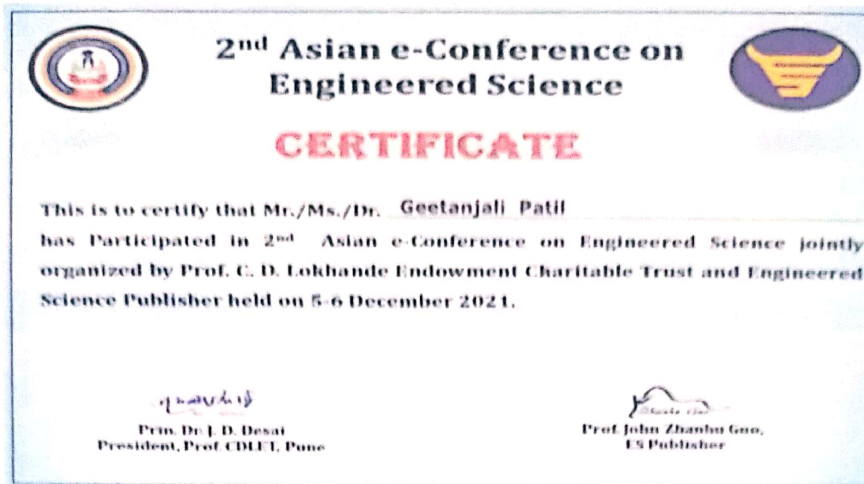 2nd Asian e-Conference on
Engineered Science
CERTIFICATE
This is to certify that Mr./Ms./Dr. Geetanjali Patil
has Participated in 2nd Asian e-Conference on Engineered Science jointly
organized by Prof. C. D. Lokhande Endowment Charitable Trust and Engineered
Science Publisher held on 5-6 December 2021.
Prin. Dr. J. D. Desai
President, Prof. CDLET, Pune
Prof. John Zhanhu Guo,
ES Publisher